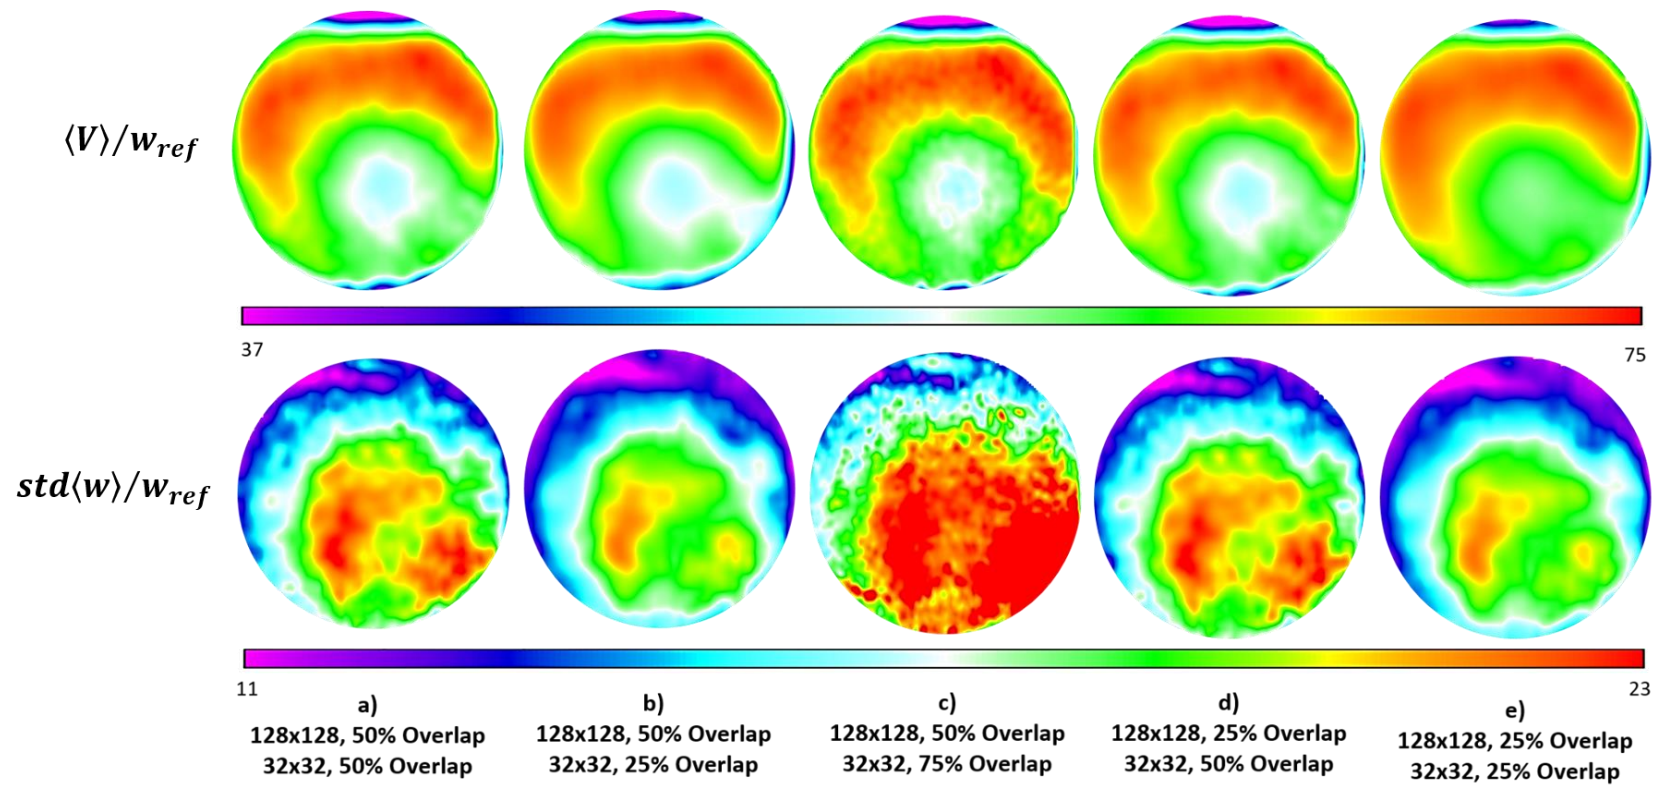 ⟨V⟩/w_ref
37
75
std⟨w⟩/w_ref
11
23
a)
128x128, 50% Overlap
32x32, 50% Overlap
b)
128x128, 50% Overlap
32x32, 25% Overlap
c)
128x128, 50% Overlap
32x32, 75% Overlap
d)
128x128, 25% Overlap
32x32, 50% Overlap
e)
128x128, 25% Overlap
32x32, 25% Overlap